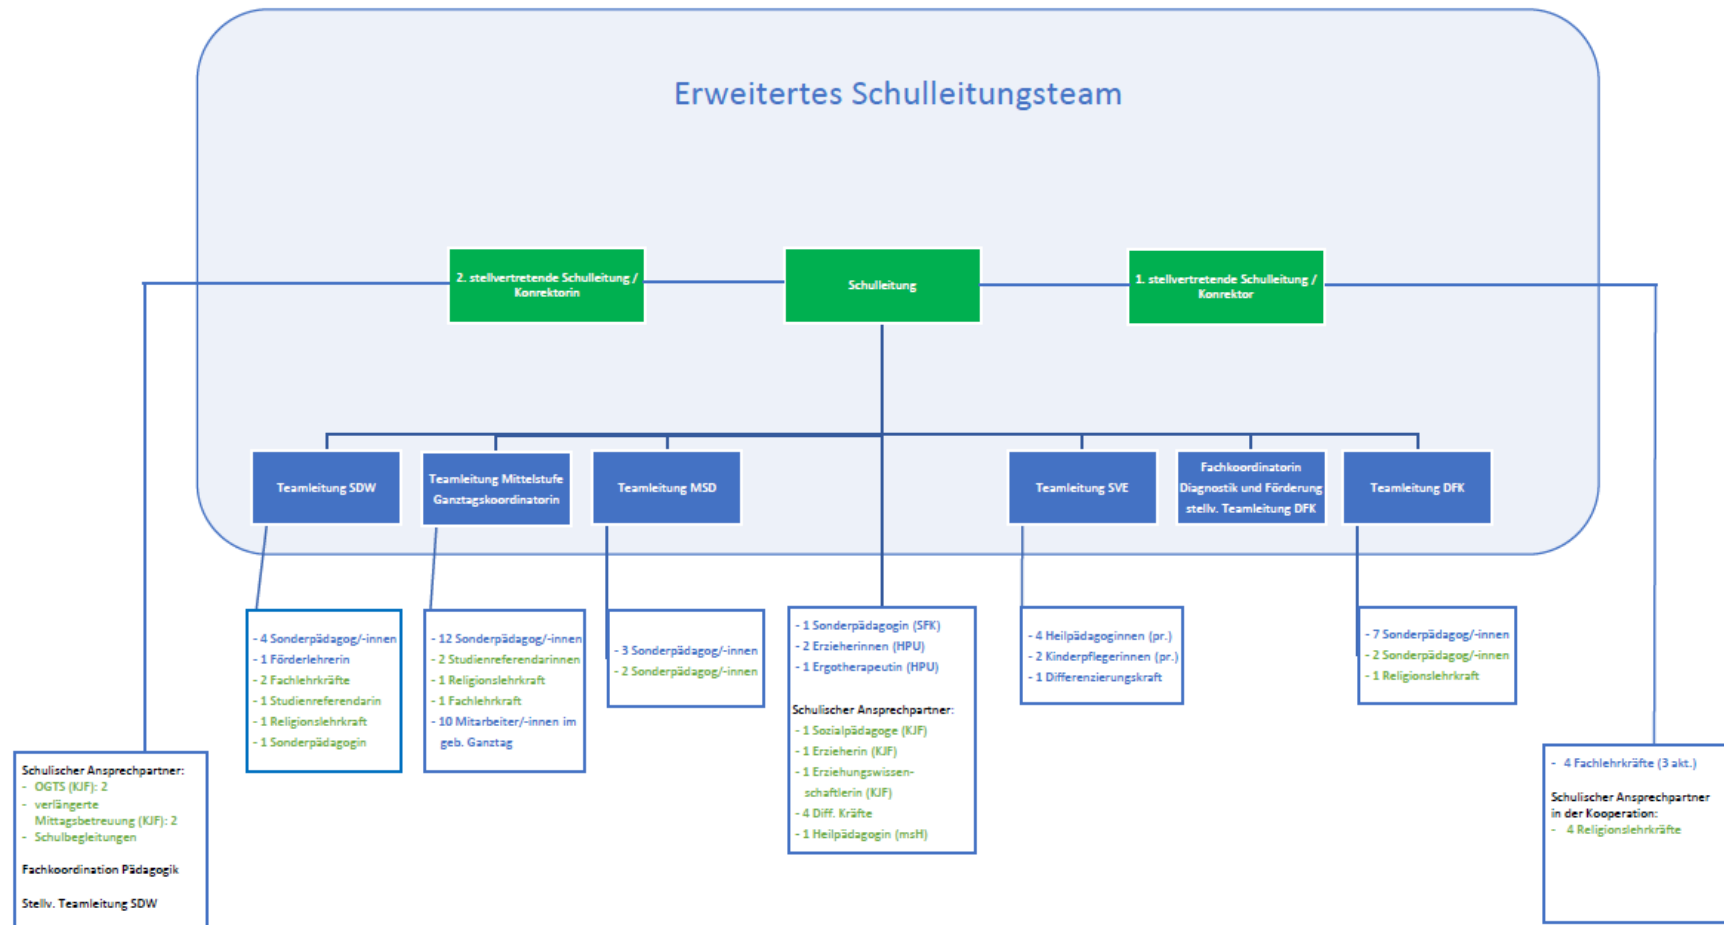 Erweitertes Schulleitungsteam
2. stellvertretende Schulleitung /
Konrektorin
Schulleitung
1. stellvertretende Schulleitung /
Konrektor
Teamleitung SDW
Teamleitung Mittelstufe
Ganztagskoordinatorin
Teamleitung MSD
Teamleitung SVE
Fachkoordinatorin
Diagnostik und Förderung
stellv. Teamleitung DFK
Teamleitung DFK
- 4 Sonderpädagog/-innen
- 1 Förderlehrerin
- 2 Fachlehrkräfte
- 1 Studienreferendarin
- 1 Religionslehrkraft
- 1 Sonderpädagogin
- 12 Sonderpädagog/-innen
- 2 Studienreferendarinnen
- 1 Religionslehrkraft
- 1 Fachlehrkraft
- 10 Mitarbeiter/-innen im
geb. Ganztag
- 3 Sonderpädagog/-innen
- 2 Sonderpädagog/-innen
- 1 Sonderpädagogin (SFK)
- 2 Erzieherinnen (HPU)
- 1 Ergotherapeutin (HPU)
Schulischer Ansprechpartner:
- 1 Sozialpädagoge (KJF)
- 1 Erzieherin (KJF)
- 1 Erziehungswissen-
schaftlerin (KJF)
- 4 Diff. Kräfte
- 1 Heilpädagogin (msH)
- 4 Heilpädagoginnen (pr.)
- 2 Kinderpflegerinnen (pr.)
- 1 Differenzierungskraft
- 7 Sonderpädagog/-innen
- 2 Sonderpädagog/-innen
- 1 Religionslehrkraft
Schulischer Ansprechpartner:
- OGTS (KJF): 2
- verlängerte
Mittagsbetreuung (KJF): 2
- Schulbegleitungen
Fachkoordination Pädagogik
Stellv. Teamleitung SDW
- 4 Fachlehrkräfte (3 akt.)
Schulischer Ansprechpartner
in der Kooperation:
- 4 Religionslehrkräfte